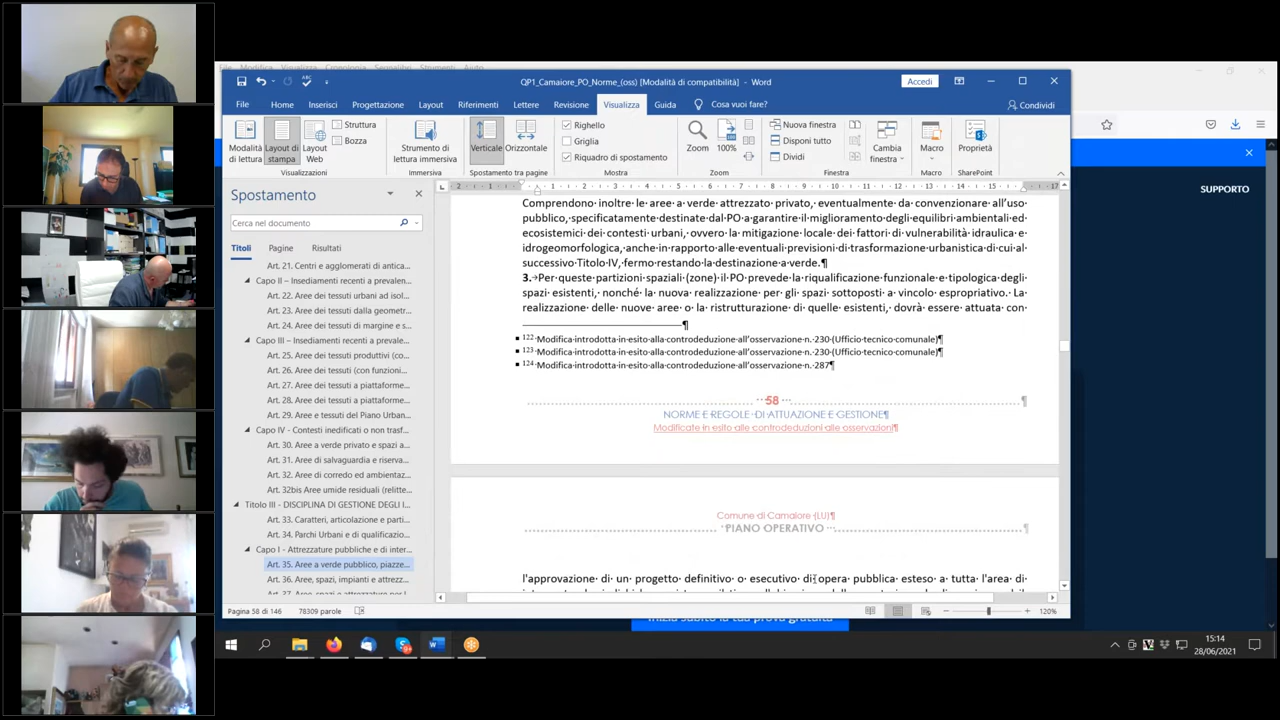 File Modifica Visualizza Cronologia Segnalibri Strumenti Aiuto
QP1_Camaiore_PO_Norme_(oss) [Modalità di compatibilità] - Word
Accedi
File Home Inserisci Progettazione Layout Riferimenti Lettere Revisione Visualizza Guida Cosa vuoi fare?
Condividi
Modalità di lettura
Layout di stampa
Layout Web
Struttura
Bozza
Visualizzazioni
Strumento di lettura immersiva
Immersiva
Verticale
Orizzontale
Spostamento tra pagine
Righello
Griglia
Riquadro di spostamento
Mostra
Zoom
100%
Zoom
Nuova finestra
Disponi tutto
Dividi
Cambia finestra
Finestra
Macro
Macro
Proprietà
SharePoint
SUPPORTO
Spostamento
Cerca nel documento
Titoli Pagine Risultati
Art. 21. Centri e agglomerati di antica...
Capo II – Insediamenti recenti a prevalen...
Art. 22. Aree dei tessuti urbani ad isol...
Art. 23. Aree dei tessuti dalla geometr...
Art. 24. Aree dei tessuti di margine e s...
Capo III – Insediamenti recenti a prevale...
Art. 25. Aree dei tessuti produttivi (co...
Art. 26. Aree dei tessuti (con funzioni...
Art. 27. Aree dei tessuti a piattaforme...
Art. 28. Aree dei tessuti a piattaforme...
Art. 29. Aree e tessuti del Piano Urban...
Capo IV - Contesti inedificati o non trasf...
Art. 30. Aree a verde privato e spazi a...
Art. 31. Aree di salvaguardia e riserva...
Art. 32. Aree di corredo ed ambientaz...
Art. 32bis Aree umide residuali (relitte...
Titolo III - DISCIPLINA DI GESTIONE DEGLI I...
Art. 33. Caratteri, articolazione e parti...
Art. 34. Parchi Urbani e di qualificazio...
Capo I - Attrezzature pubbliche e di inter...
Art. 35. Aree a verde pubblico, piazze...
Art. 36. Aree, spazi, impianti e attrezz...
Comprendono inoltre le aree a verde attrezzato privato, eventualmente da convenzionare all'uso
pubblico, specificatamente destinate dal PO a garantire il miglioramento degli equilibri ambientali ed
ecosistemici dei contesti urbani, ovvero la mitigazione locale dei fattori di vulnerabilità idraulica e
idrogeomorfologica, anche in rapporto alle eventuali previsioni di trasformazione urbanistica di cui al
successivo Titolo IV, fermo restando la destinazione a verde.¶
3. Per queste partizioni spaziali (zone) il PO prevede la riqualificazione funzionale e tipologica degli
spazi esistenti, nonché la nuova realizzazione per gli spazi sottoposti a vincolo espropriativo. La
realizzazione delle nuove aree o la ristrutturazione di quelle esistenti, dovrà essere attuata con
122 Modifica introdotta in esito alla controdeduzione all'osservazione n. 230 (Ufficio tecnico comunale)¶
123 Modifica introdotta in esito alla controdeduzione all'osservazione n. 230 (Ufficio tecnico comunale)¶
124 Modifica introdotta in esito alla controdeduzione all'osservazione n. 287¶
58
NORME E REGOLE DI ATTUAZIONE E GESTIONE¶
Modificate in esito alle controdeduzioni alle osservazioni¶
Comune di Camaiore (LU)¶
PIANO OPERATIVO
l'approvazione di un progetto definitivo o esecutivo di opera pubblica esteso a tutta l'area di
Pagina 58 di 146 78309 parole
120%
Inizia subito la tua prova gratuita
15:14
28/06/2021